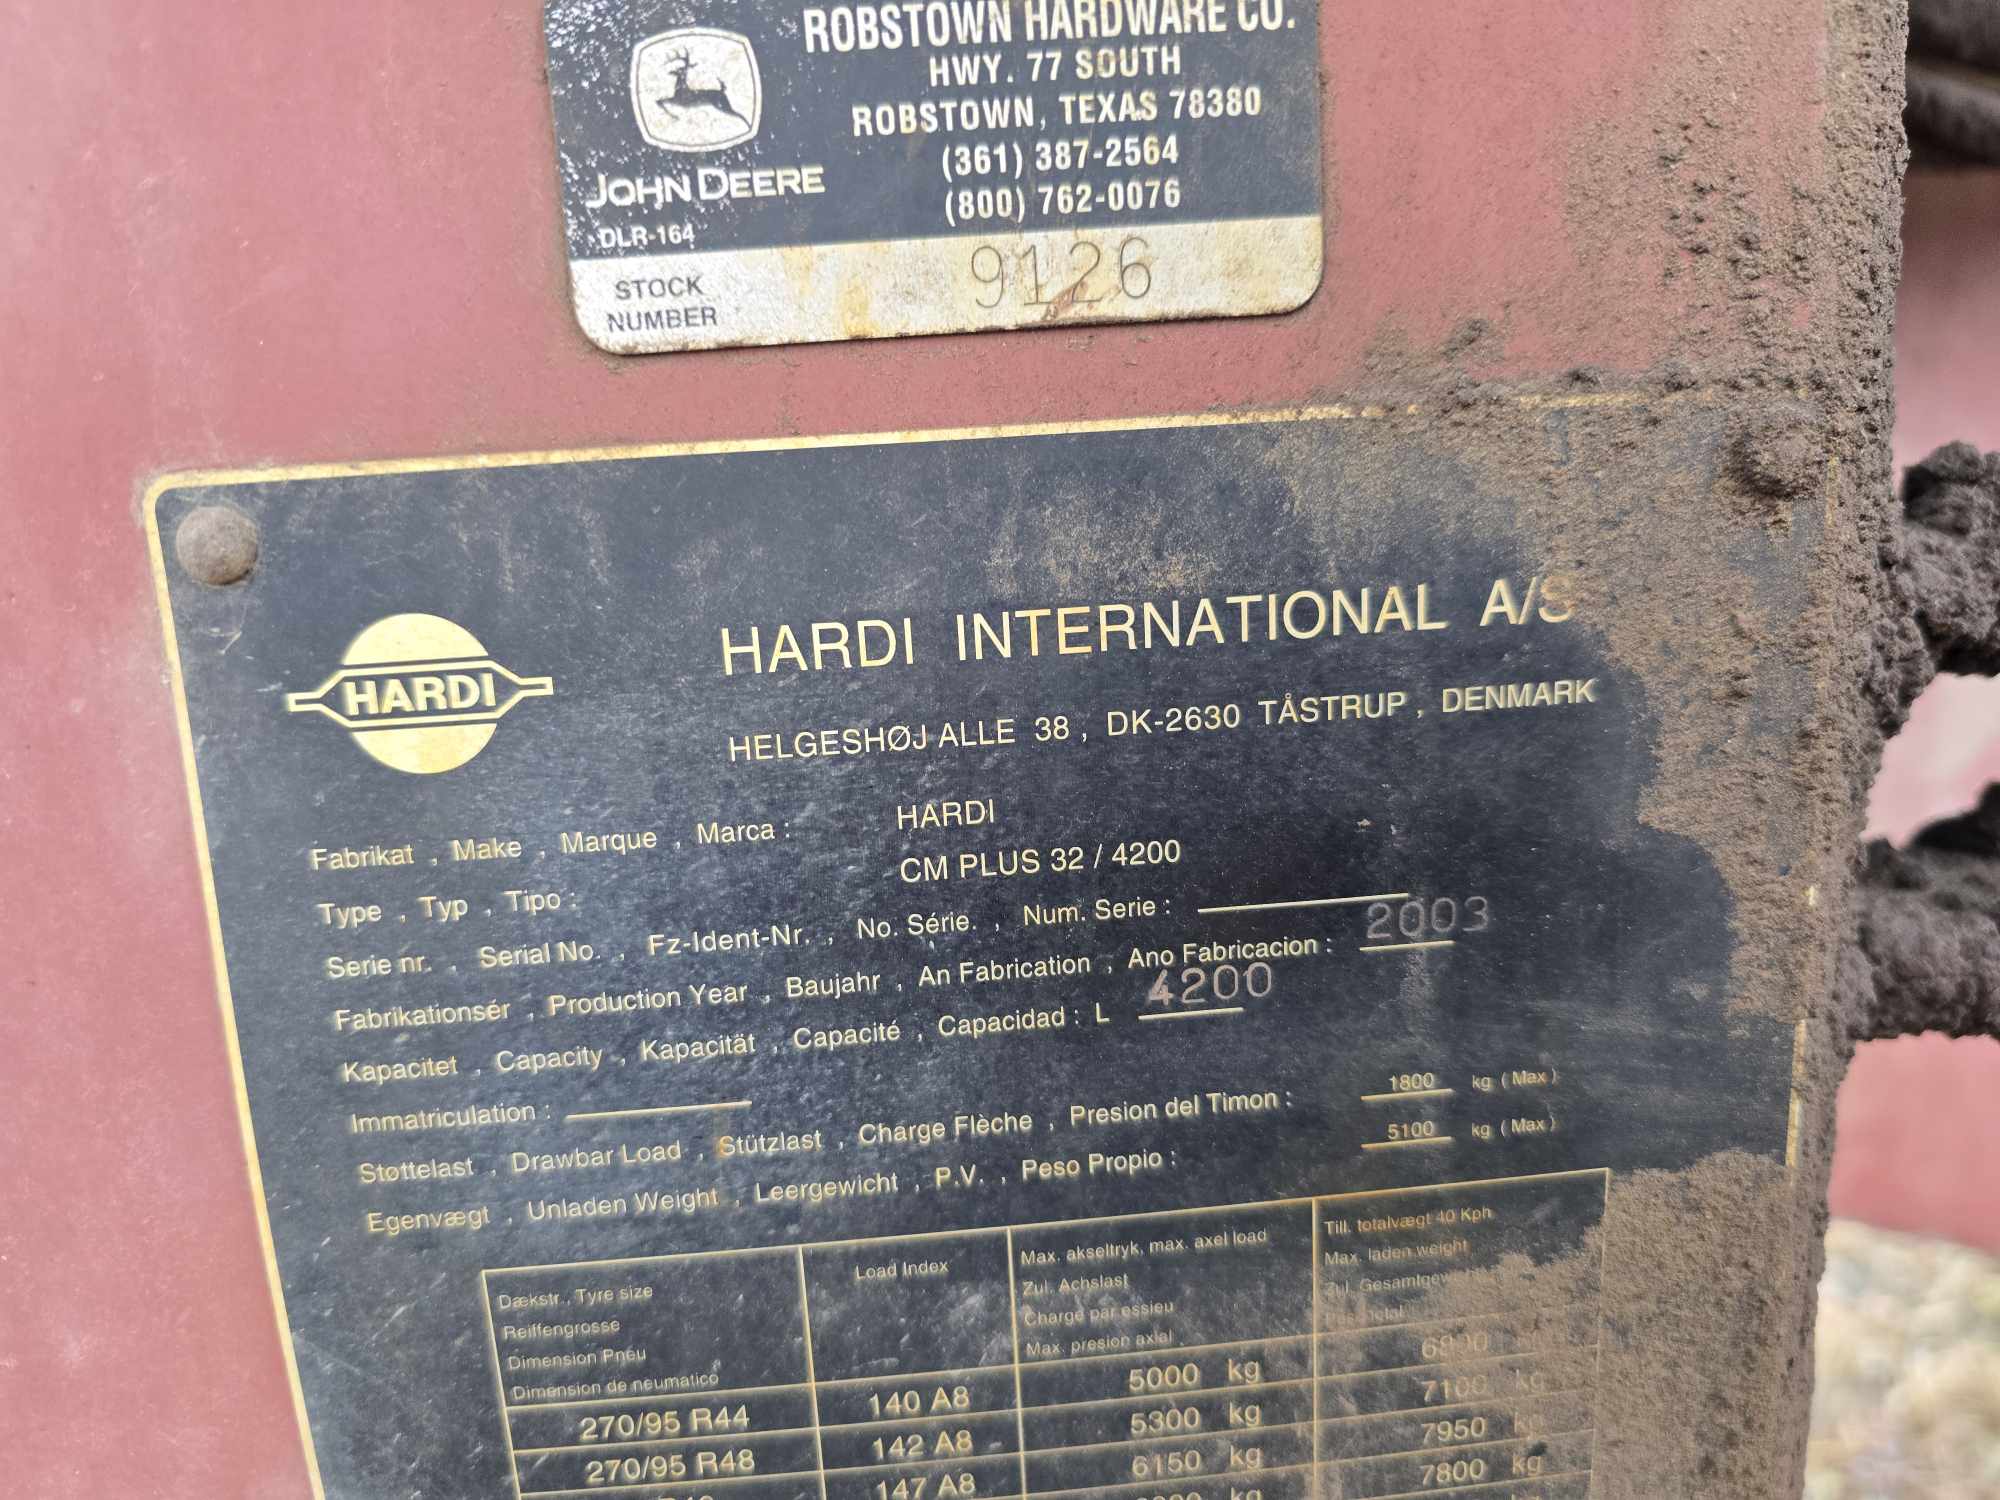 ROBSTOWN HARDWARE CO.
HWY. 77 SOUTH
ROBSTOWN, TEXAS 78380
(361) 387-2564
(800) 762-0076
JOHN DEERE
DLR-164
STOCK NUMBER
9126
HARDI
HARDI INTERNATIONAL A/S
HELGESHØJ ALLE 38 , DK-2630 TÅSTRUP , DENMARK
Fabrikat , Make , Marque , Marca : HARDI
Type , Typ , Tipo : CM PLUS 32 / 4200
Serie nr. , Serial No. , Fz-Ident-Nr. , No. Série. , Num. Serie :
Fabrikationsér , Production Year , Baujahr , An Fabrication , Ano Fabricacion : 2003
Kapacitet , Capacity , Kapacität , Capacité , Capacidad : L 4200
Immatriculation :
Støttelast , Drawbar Load , Stützlast , Charge Flèche , Presion del Timon : 1800 kg (Max)
Egenvægt , Unladen Weight , Leergewicht , P.V. , Peso Propio : 5100 kg (Max)
Dækstr., Tyre size
Reiffengrosse
Dimension Pneu
Dimension de neumatico
Load Index
Max. akseltryk, max. axel load
Zul. Achslast
Charge par essieu
Max. presion axial
Till. totalvægt 40 Kph
Max. laden weight
Zul. 
270/95 R44 140 A8 5000 kg
270/95 R48 142 A8 5300 kg 7100 kg
147 A8 6150 kg 7950 kg
7800 kg
kg